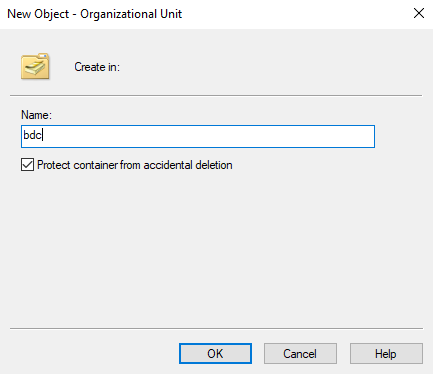 New Object - Organizational Unit
Create in:
Name:
bdc
Protect container from accidental deletion
OK Cancel Help